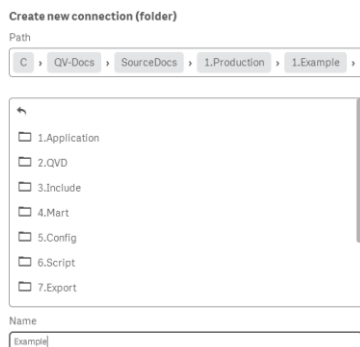 Create new connection (folder)
Path
C › QV-Docs › SourceDocs › 1.Production › 1.Example ›
1.Application
2.QVD
3.Include
4.Mart
5.Config
6.Script
7.Export
Name
Example